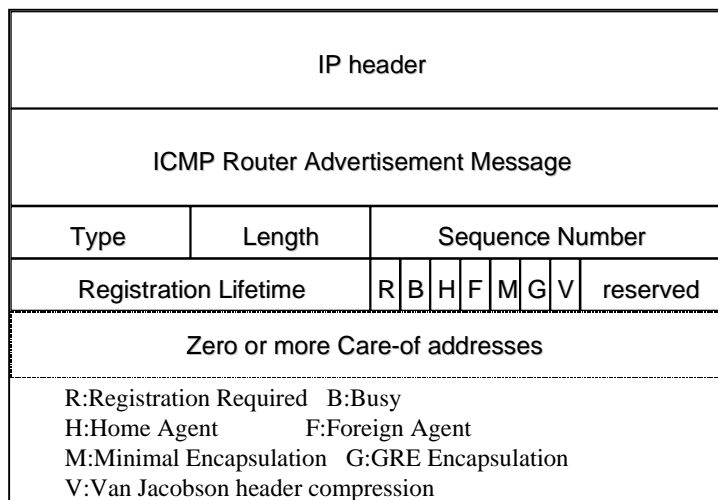 IP header
ICMP Router Advertisement Message
Type Length Sequence Number
Registration Lifetime R B H F M G V reserved
Zero or more Care-of addresses
R:Registration Required B:Busy
H:Home Agent F:Foreign Agent
M:Minimal Encapsulation G:GRE Encapsulation
V:Van Jacobson header compression